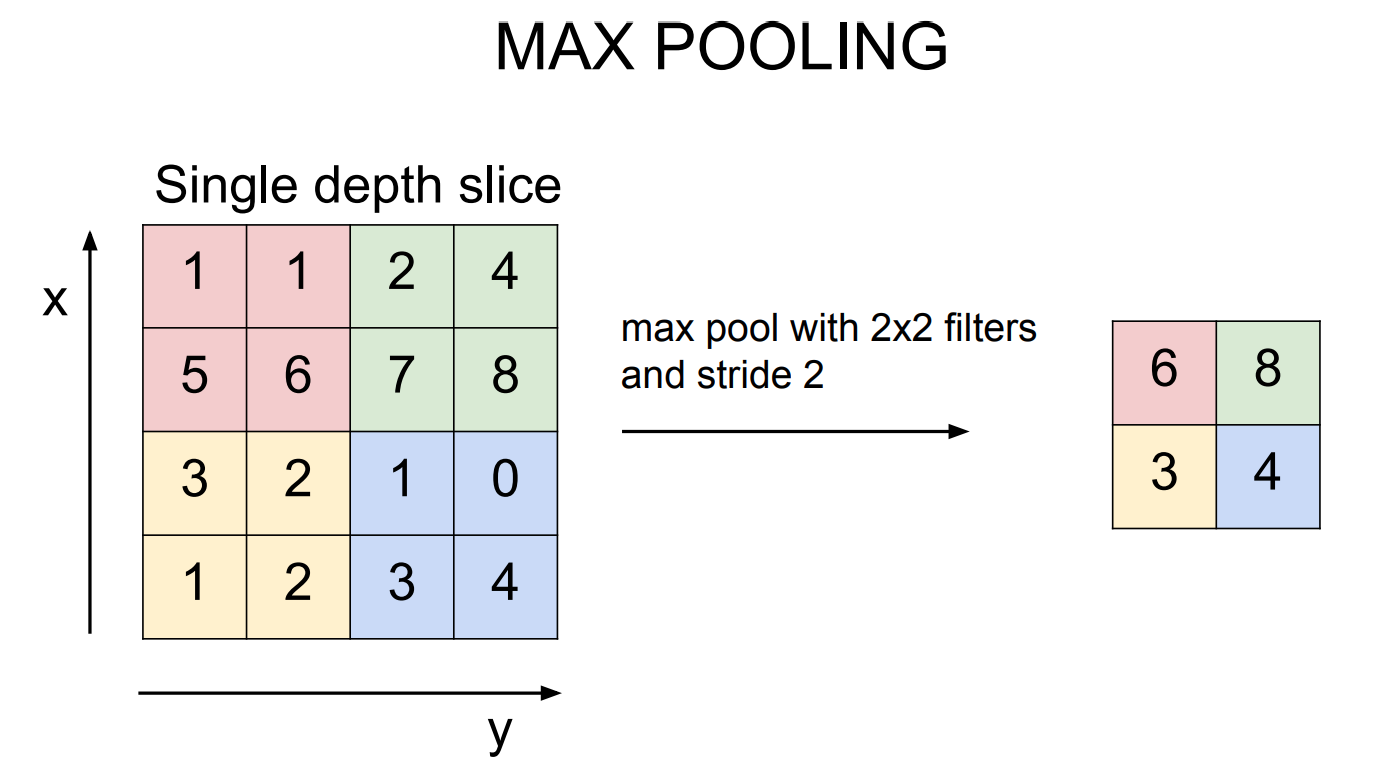 MAX POOLING
Single depth slice
x
1 1 2 4
5 6 7 8
3 2 1 0
1 2 3 4
y
max pool with 2x2 filters
and stride 2
6 8
3 4